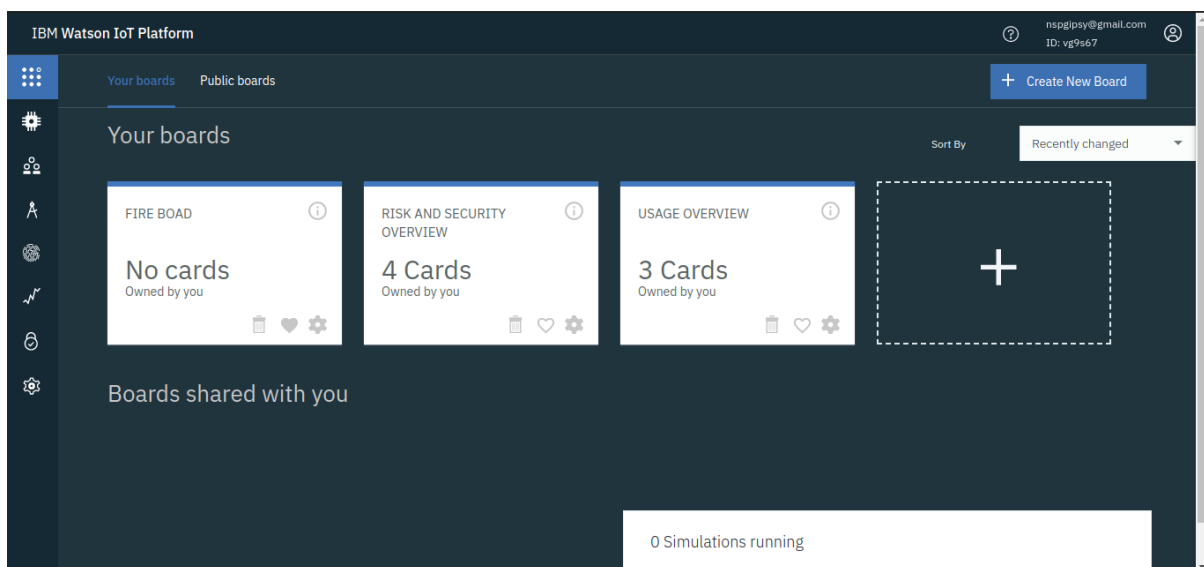 IBM Watson IoT Platform
nspgipsy@gmail.com
ID: vg9s67
Your boards
Public boards
Create New Board
Your boards
Sort By
Recently changed
FIRE BOAD
No cards
Owned by you
RISK AND SECURITY
OVERVIEW
4 Cards
Owned by you
USAGE OVERVIEW
3 Cards
Owned by you
Boards shared with you
0 Simulations running